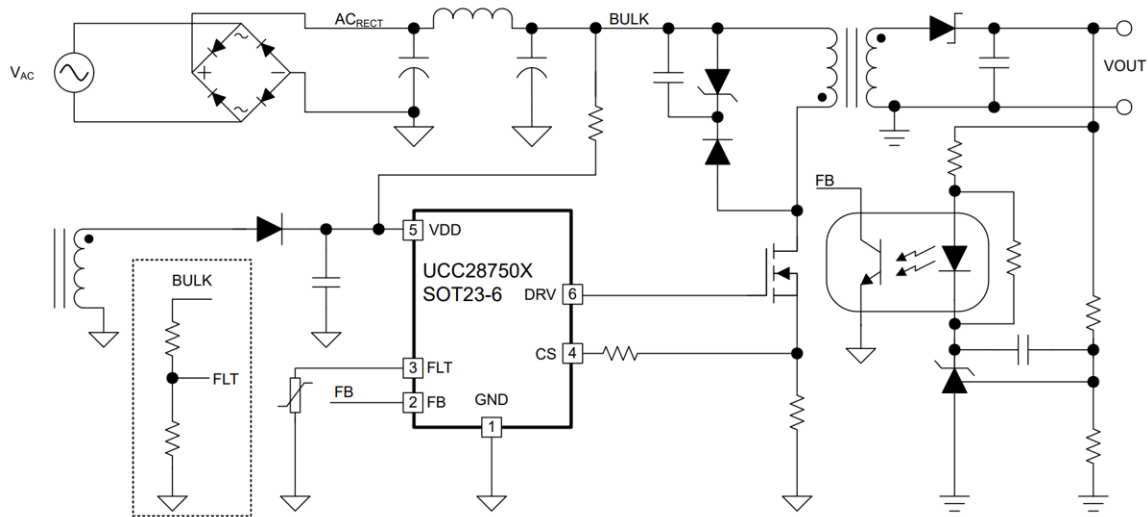 AC_RECT
BULK
V_AC
VOUT
+
−
FB
5 VDD
UCC28750X
SOT23-6
BULK
DRV 6
CS 4
FLT
3 FLT
FB
2 FB
GND
1